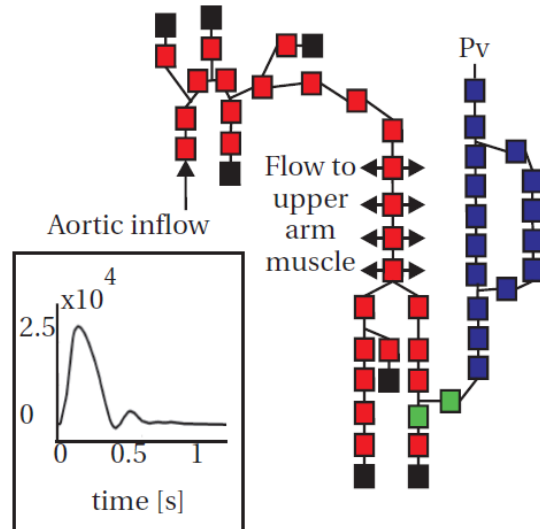 Pv
Flow to
upper
arm
muscle
Aortic inflow
x10^4
2.5
0
0 0.5 1
time [s]